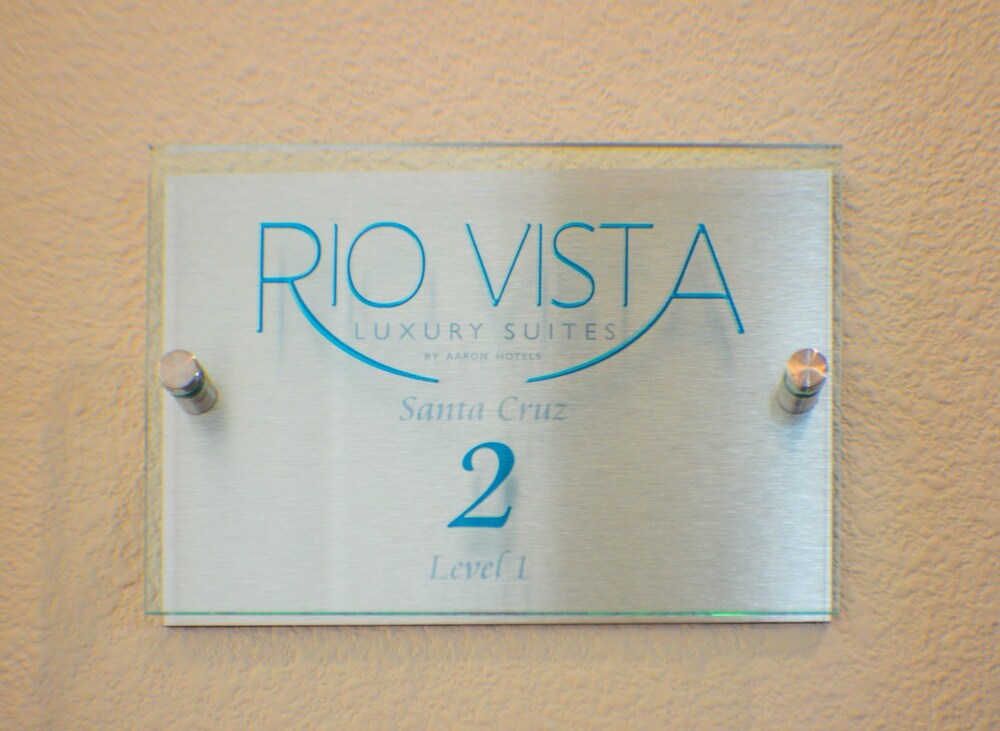 RIO VISTA
LUXURY SUITES
BY AARON HOTELS
Santa Cruz
2
Level 1